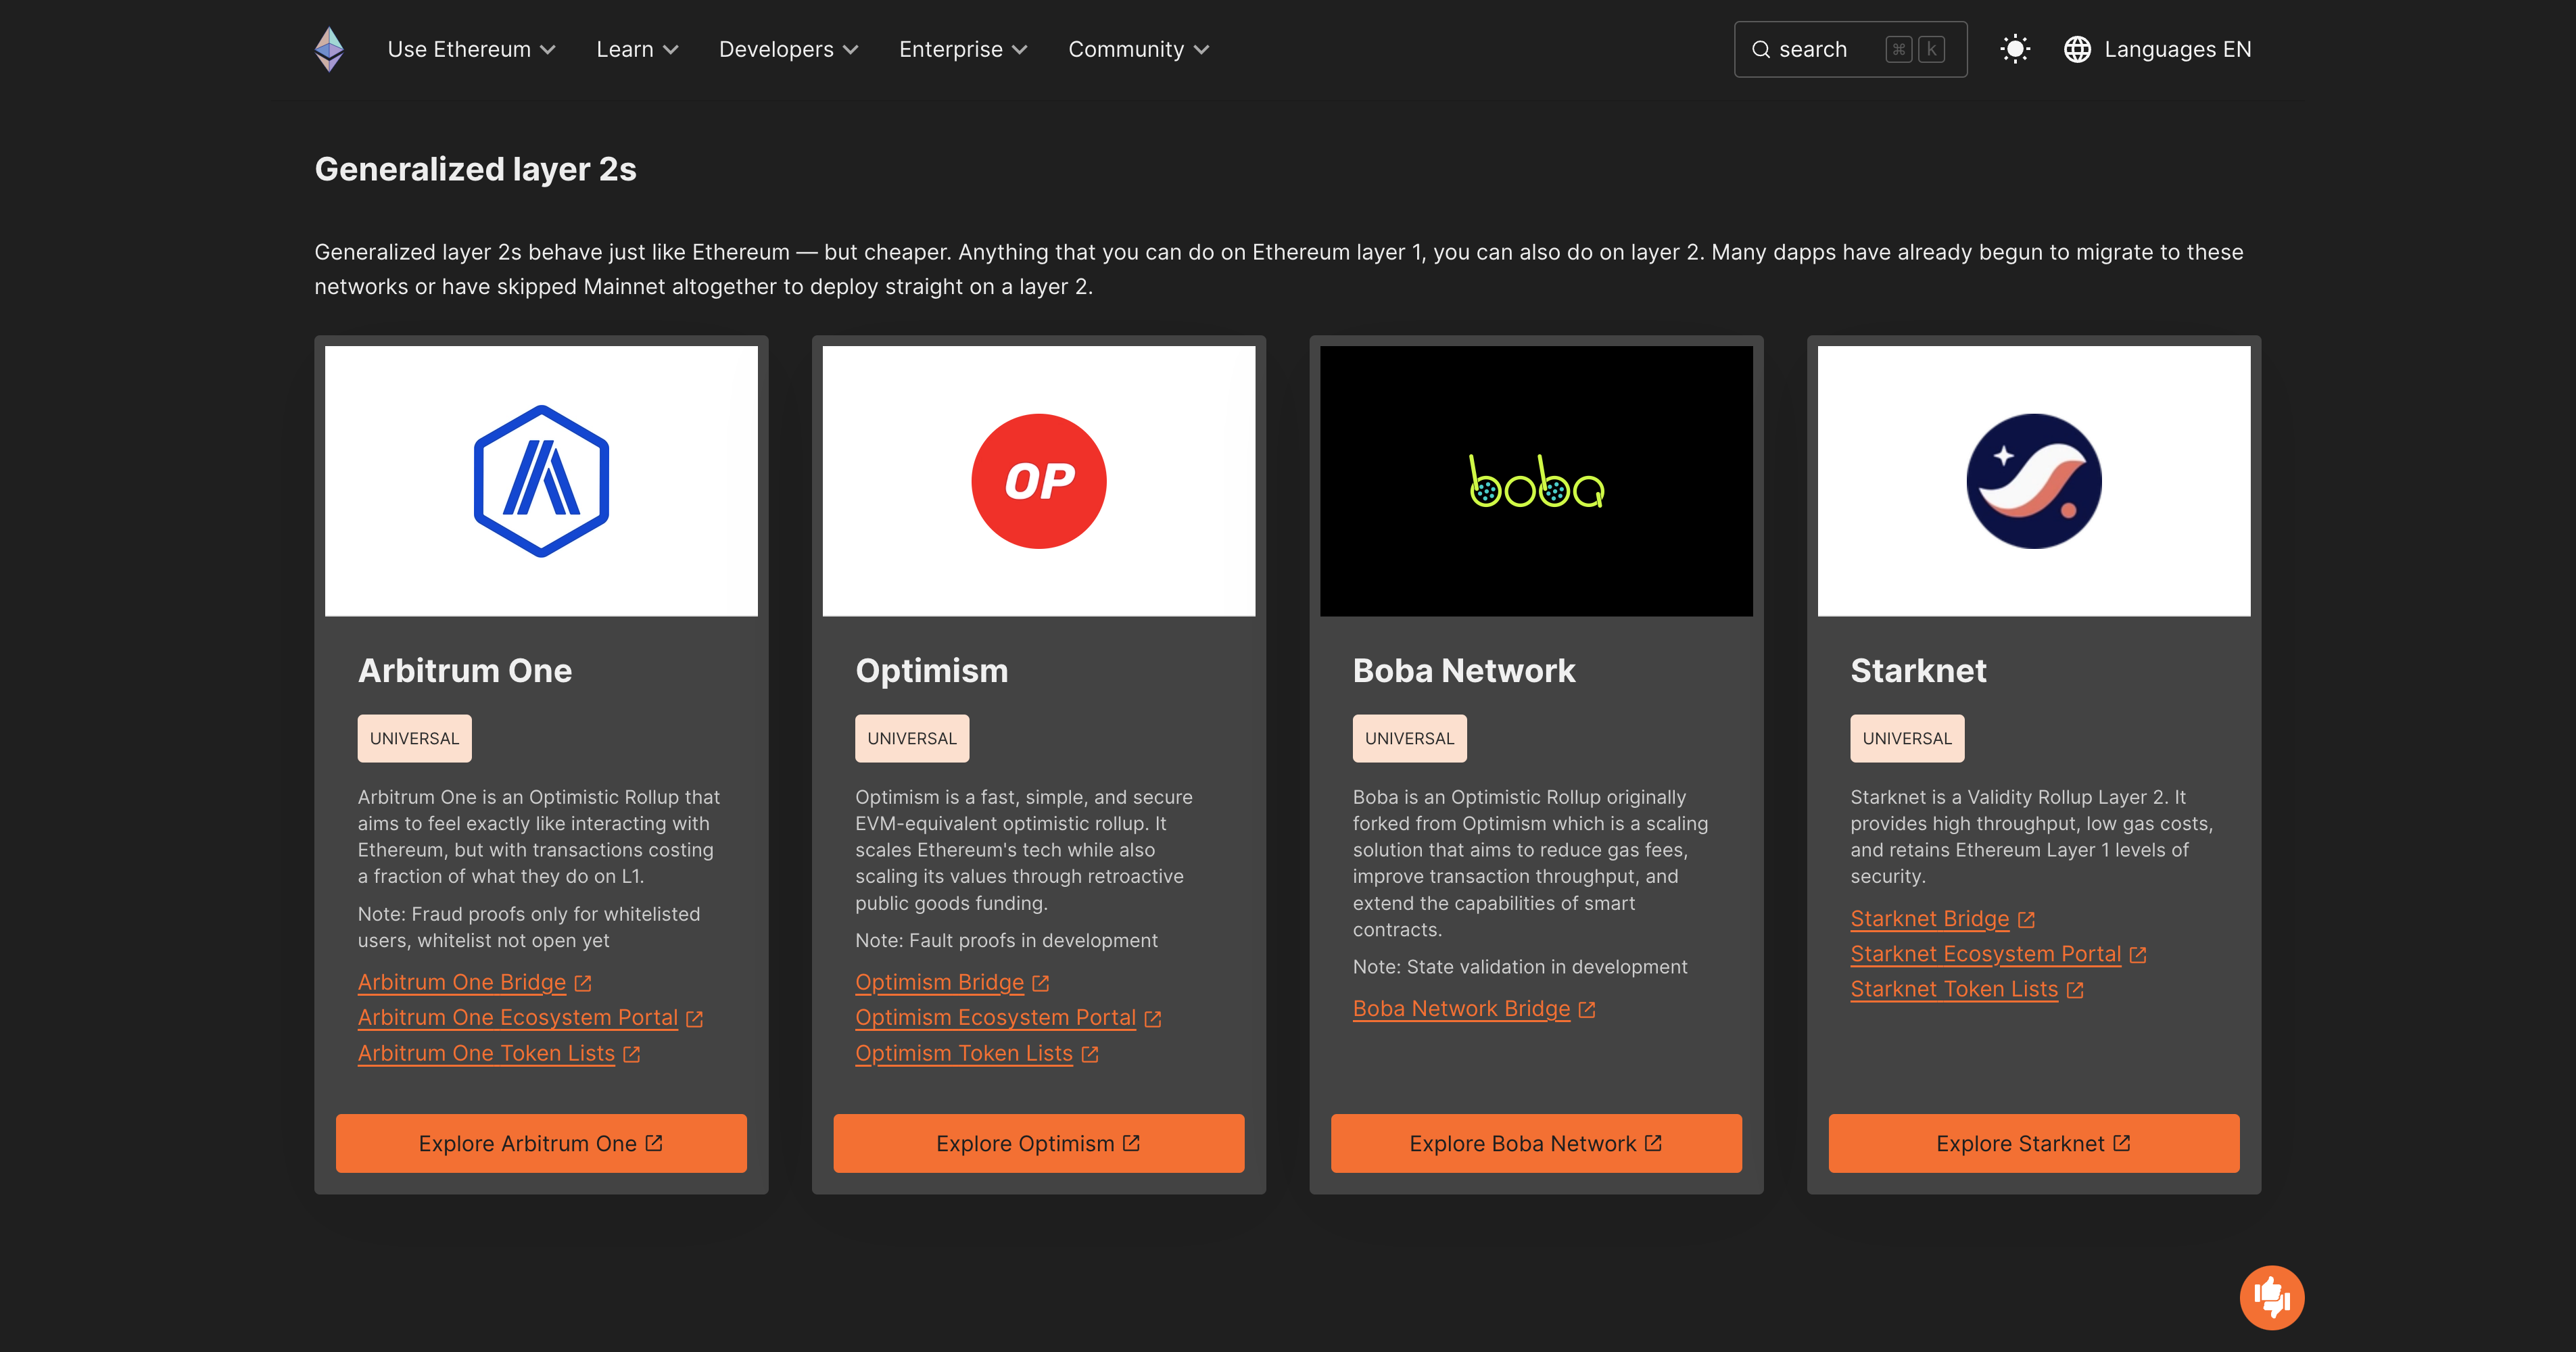 Use Ethereum
Learn
Developers
Enterprise
Community
search
⌘ k
Languages EN
Generalized layer 2s
Generalized layer 2s behave just like Ethereum — but cheaper. Anything that you can do on Ethereum layer 1, you can also do on layer 2. Many dapps have already begun to migrate to these
networks or have skipped Mainnet altogether to deploy straight on a layer 2.
Arbitrum One
UNIVERSAL
Arbitrum One is an Optimistic Rollup that
aims to feel exactly like interacting with
Ethereum, but with transactions costing
a fraction of what they do on L1.
Note: Fraud proofs only for whitelisted
users, whitelist not open yet
Arbitrum One Bridge
Arbitrum One Ecosystem Portal
Arbitrum One Token Lists
Explore Arbitrum One
OP
Optimism
UNIVERSAL
Optimism is a fast, simple, and secure
EVM-equivalent optimistic rollup. It
scales Ethereum's tech while also
scaling its values through retroactive
public goods funding.
Note: Fault proofs in development
Optimism Bridge
Optimism Ecosystem Portal
Optimism Token Lists
Explore Optimism
boba
Boba Network
UNIVERSAL
Boba is an Optimistic Rollup originally
forked from Optimism which is a scaling
solution that aims to reduce gas fees,
improve transaction throughput, and
extend the capabilities of smart
contracts.
Note: State validation in development
Boba Network Bridge
Explore Boba Network
Starknet
UNIVERSAL
Starknet is a Validity Rollup Layer 2. It
provides high throughput, low gas costs,
and retains Ethereum Layer 1 levels of
security.
Starknet Bridge
Starknet Ecosystem Portal
Starknet Token Lists
Explore Starknet